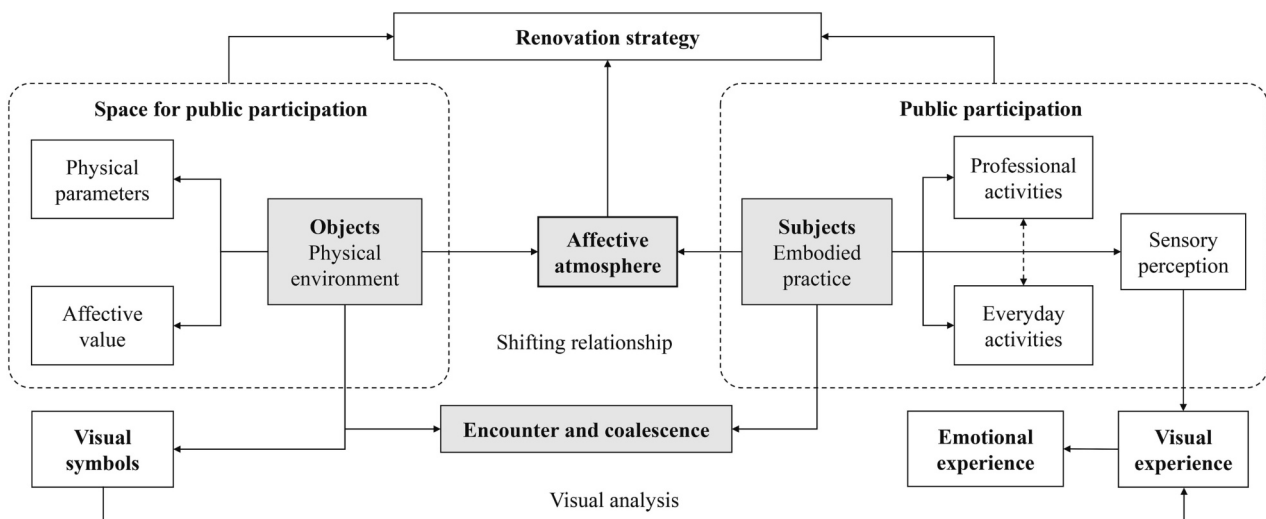 Renovation strategy
Space for public participation
Physical
parameters
Affective
value
Objects
Physical
environment
Affective
atmosphere
Shifting relationship
Public participation
Subjects
Embodied
practice
Professional
activities
Everyday
activities
Sensory
perception
Visual
symbols
Encounter and coalescence
Emotional
experience
Visual
experience
Visual analysis